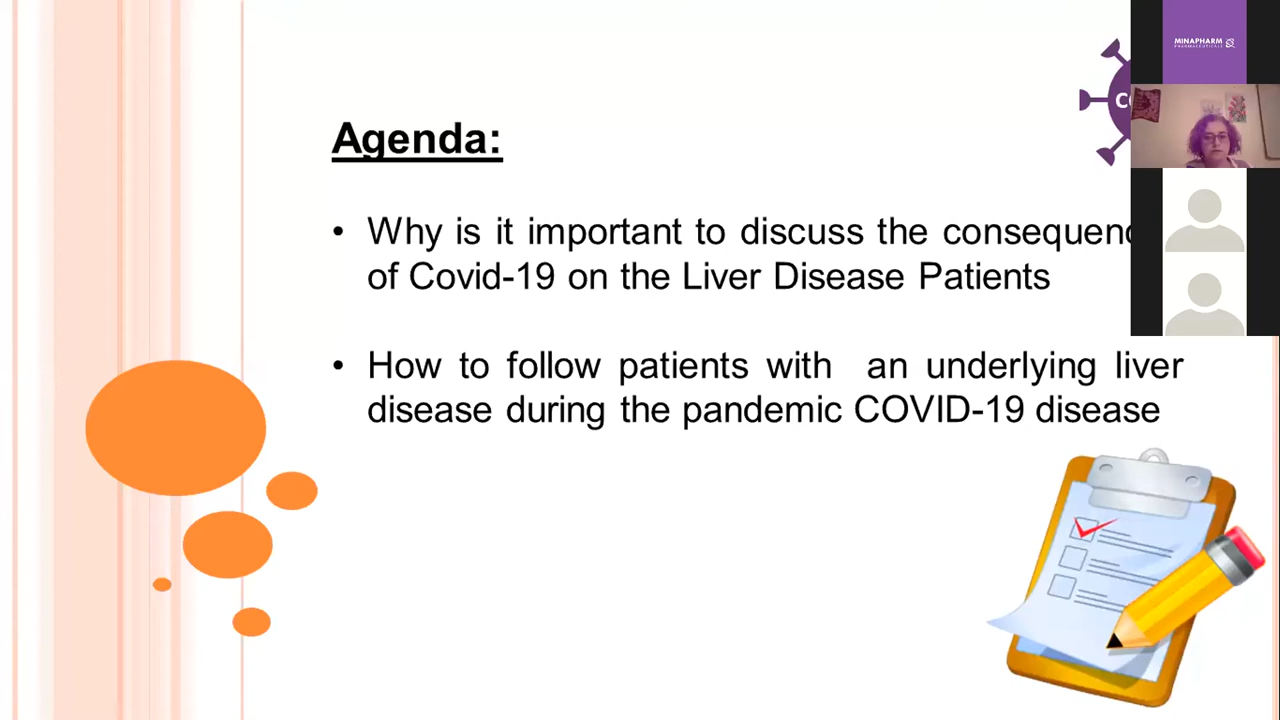 MINAPHARM
PHARMACEUTICALS
Agenda:
• Why is it important to discuss the
of Covid-19 on the Liver Disease Patients
• How to follow patients with an underlying liver
disease during the pandemic COVID-19 disease